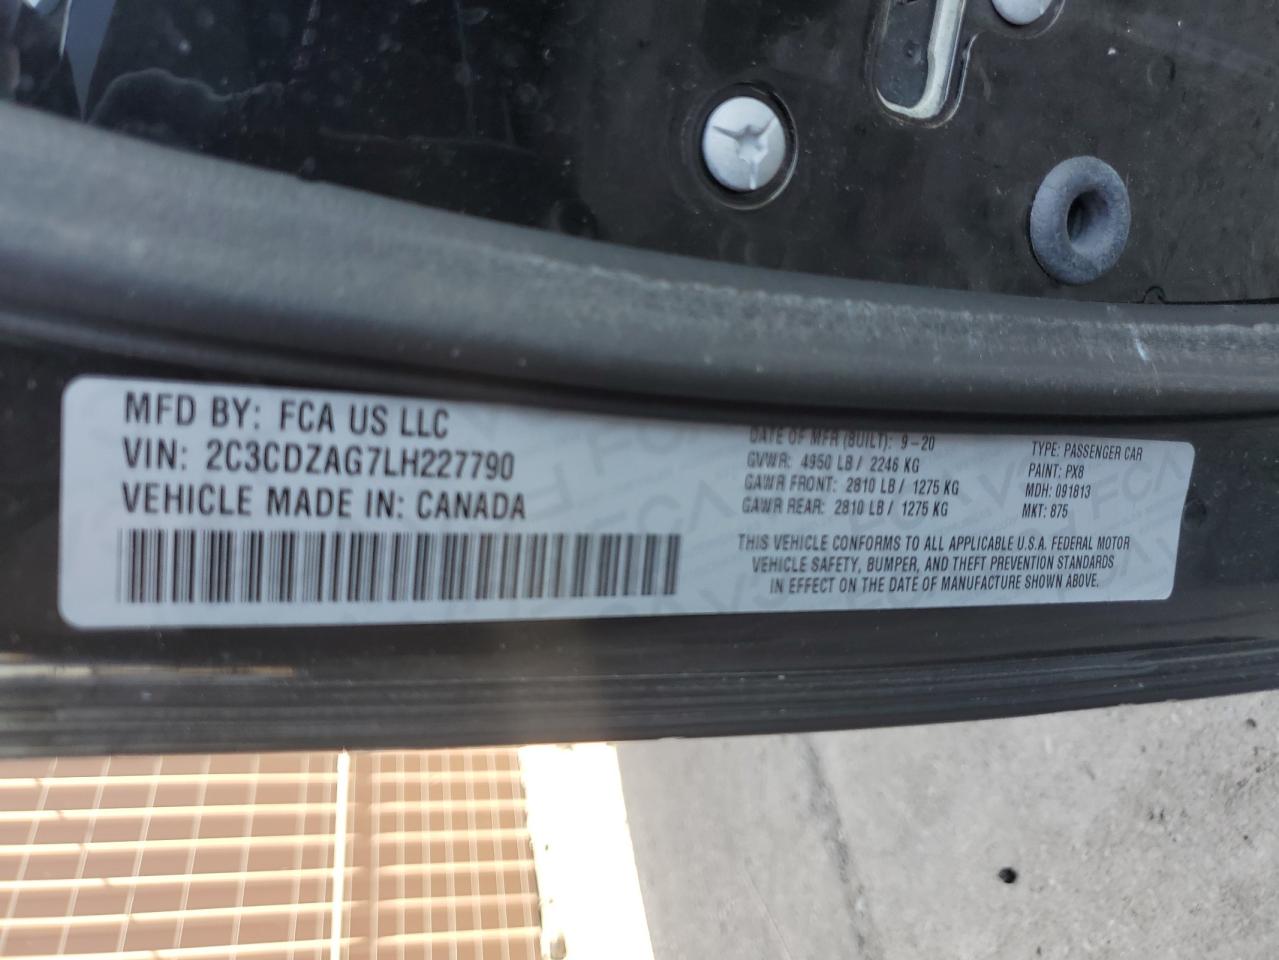 MFD BY: FCA US LLC
VIN: 2C3CDZAG7LH227790
VEHICLE MADE IN: CANADA
DATE OF MFR (BUILT): 9-20
GVWR: 4950 LB / 2246 KG
GAWR FRONT: 2810 LB / 1275 KG
GAWR REAR: 2810 LB / 1275 KG
TYPE: PASSENGER CAR
PAINT: PX8
MDH: 091813
MKT: 875
THIS VEHICLE CONFORMS TO ALL APPLICABLE U.S.A. FEDERAL MOTOR
VEHICLE SAFETY, BUMPER, AND THEFT PREVENTION STANDARDS
IN EFFECT ON THE DATE OF MANUFACTURE SHOWN ABOVE.